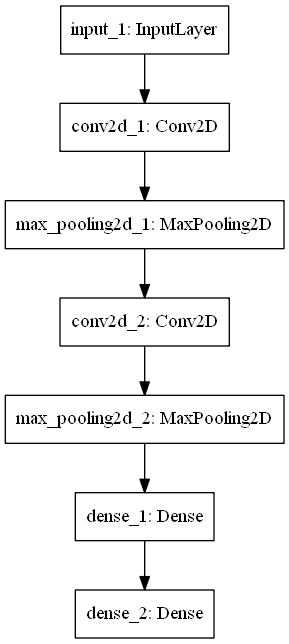 input_1: InputLayer
conv2d_1: Conv2D
max_pooling2d_1: MaxPooling2D
conv2d_2: Conv2D
max_pooling2d_2: MaxPooling2D
dense_1: Dense
dense_2: Dense